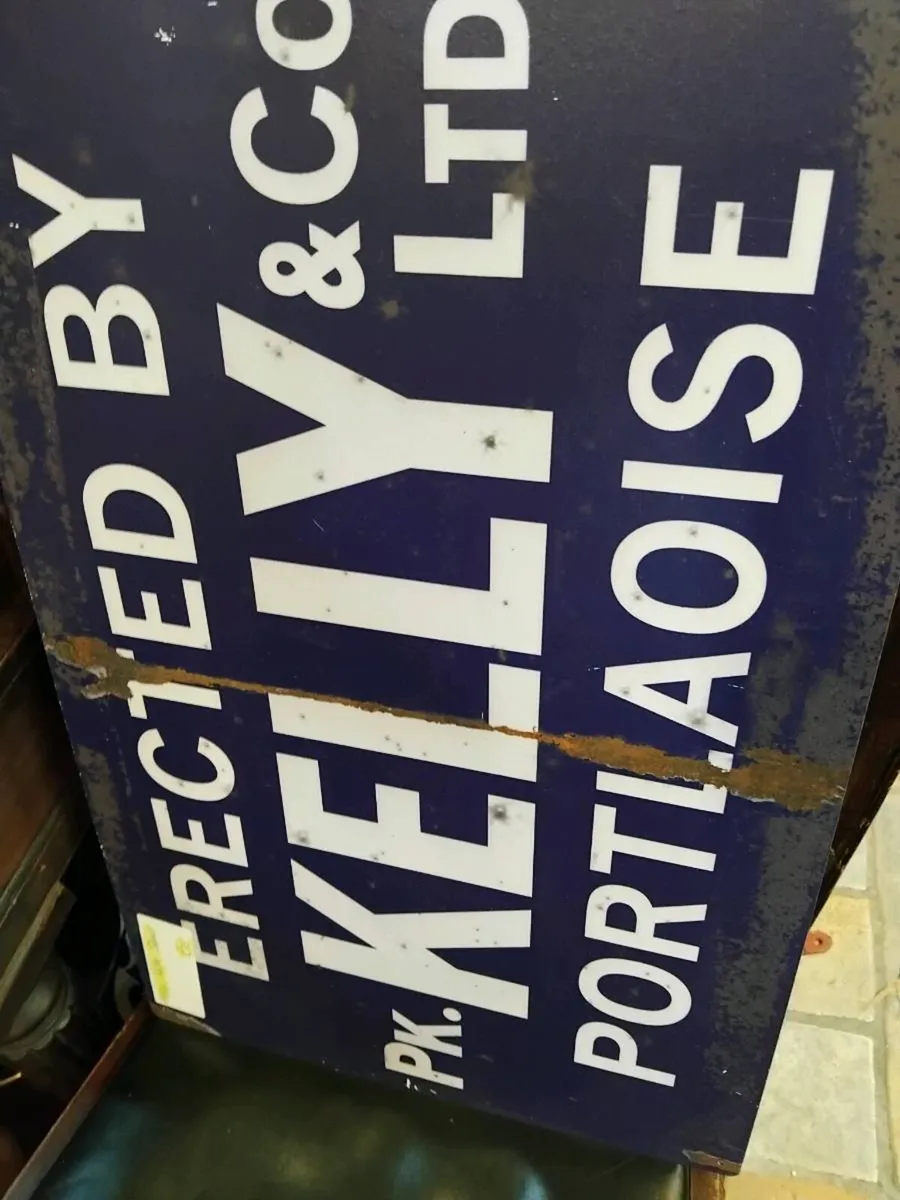 ERECTED BY
PK. KELLY & CO LTD
PORTLAOISE